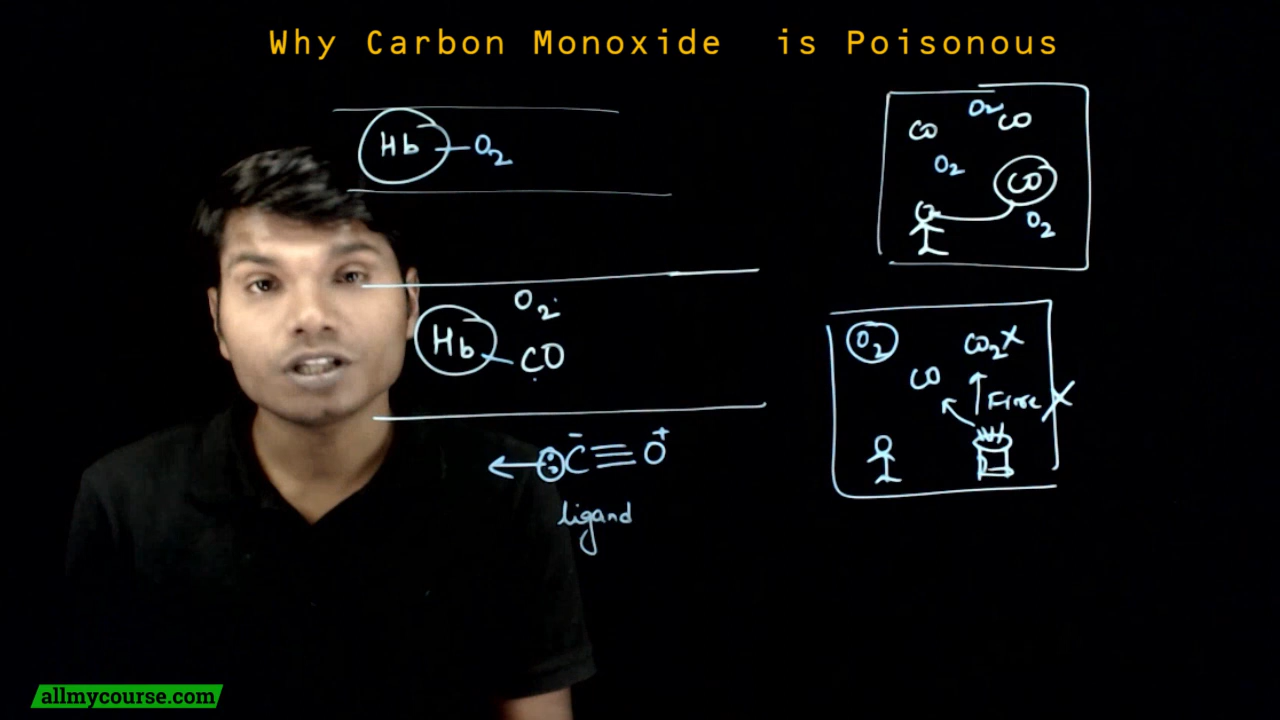 Why Carbon Monoxide is Poisonous
Hb - O2
O2
Hb - CO
:C⁻≡O⁺
ligand
CO O2 CO
O2 CO
O2
O2 CO2 X
CO Fire X
allmycourse.com